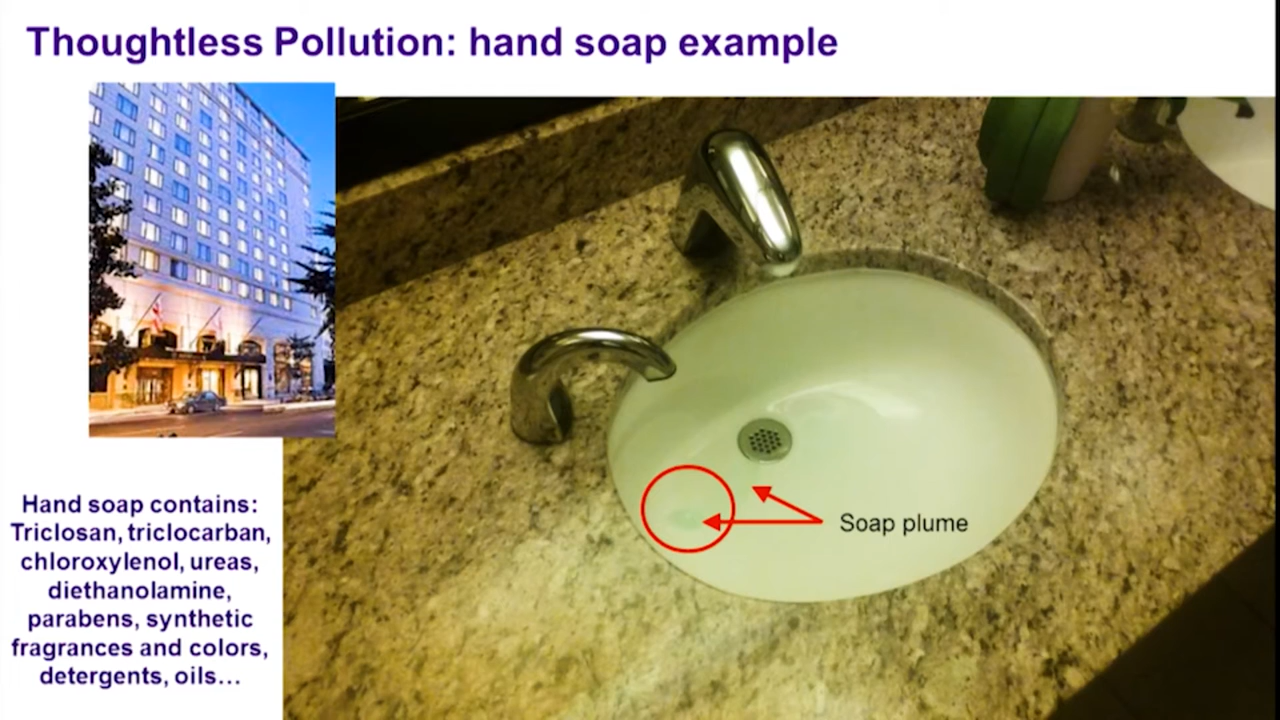 Thoughtless Pollution: hand soap example
Hand soap contains:
Triclosan, triclocarban,
chloroxylenol, ureas,
diethanolamine,
parabens, synthetic
fragrances and colors,
detergents, oils...
Soap plume